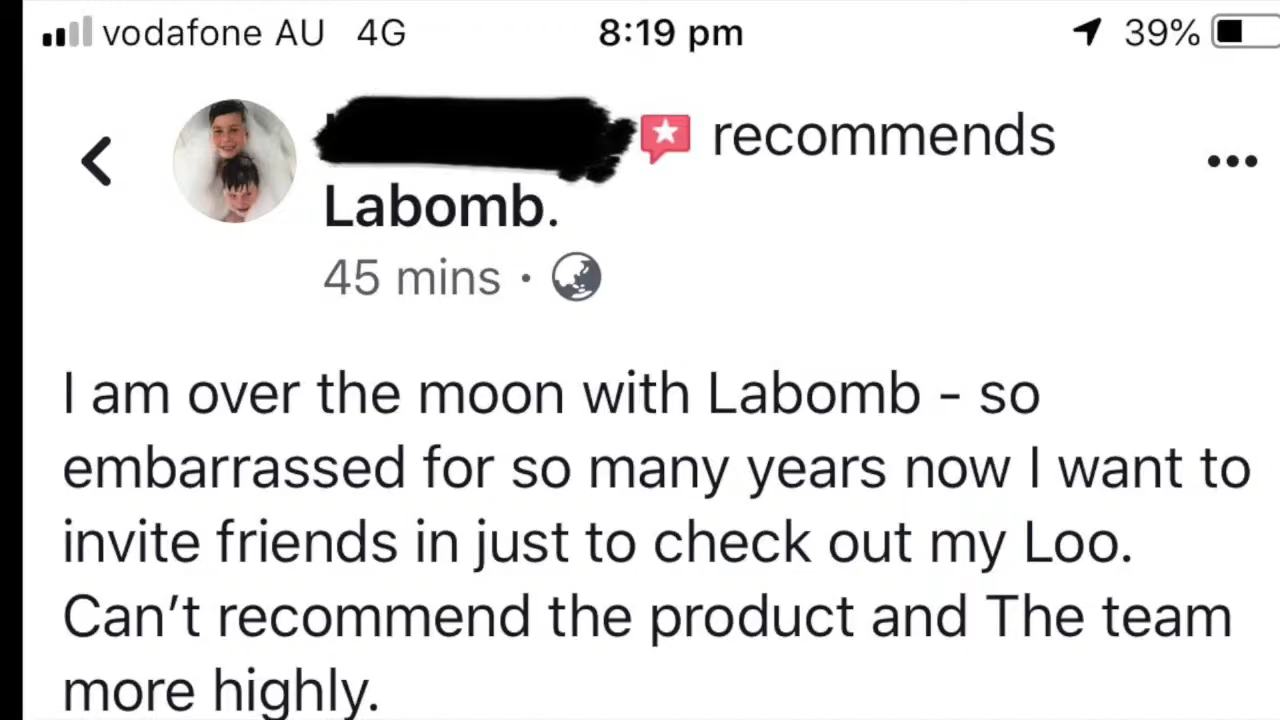 vodafone AU 4G 8:19 pm 39%
recommends
Labomb.
45 mins ·
I am over the moon with Labomb - so
embarrassed for so many years now I want to
invite friends in just to check out my Loo.
Can’t recommend the product and The team
more highly.